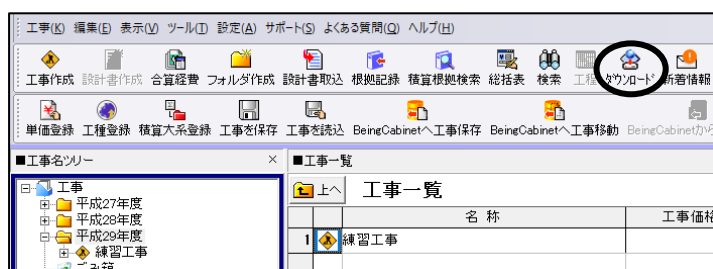 工事(K) 編集(E) 表示(V) ツール(T) 設定(A) サポート(S) よくある質問(Q) ヘルプ(H)
工事作成 設計書作成 合算経費 フォルダ作成 設計書取込 根拠記録 積算根拠検索 総括表 検索 工程 ダウンロード 新着情報
単価登録 工種登録 積算大系登録 工事を保存 工事を読込 BeingCabinetへ工事保存 BeingCabinetへ工事移動 BeingCabinetから
■工事名ツリー × ■工事一覧
工事
上へ 工事一覧
平成27年度
平成28年度
名 称 工事価格
平成29年度
1 練習工事
練習工事
ごみ箱